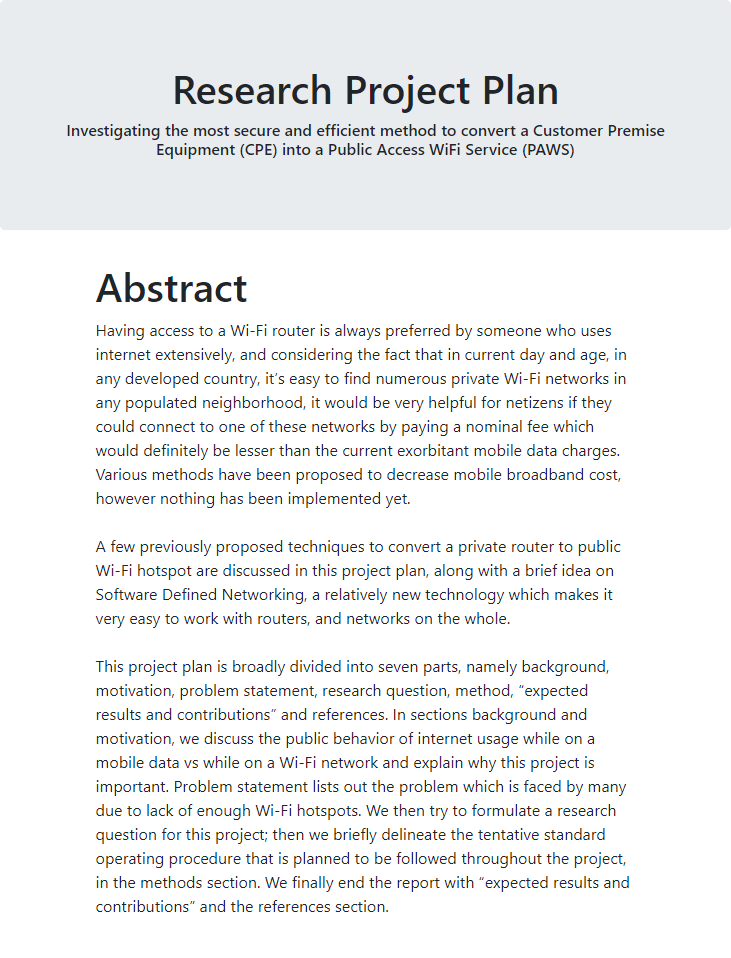 Research Project Plan
Investigating the most secure and efficient method to convert a Customer Premise
Equipment (CPE) into a Public Access WiFi Service (PAWS)
Abstract
Having access to a Wi-Fi router is always preferred by someone who uses
internet extensively, and considering the fact that in current day and age, in
any developed country, it's easy to find numerous private Wi-Fi networks in
any populated neighborhood, it would be very helpful for netizens if they
could connect to one of these networks by paying a nominal fee which
would definitely be lesser than the current exorbitant mobile data charges.
Various methods have been proposed to decrease mobile broadband cost,
however nothing has been implemented yet.
A few previously proposed techniques to convert a private router to public
Wi-Fi hotspot are discussed in this project plan, along with a brief idea on
Software Defined Networking, a relatively new technology which makes it
very easy to work with routers, and networks on the whole.
This project plan is broadly divided into seven parts, namely background,
motivation, problem statement, research question, method, “expected
results and contributions” and references. In sections background and
motivation, we discuss the public behavior of internet usage while on a
mobile data vs while on a Wi-Fi network and explain why this project is
important. Problem statement lists out the problem which is faced by many
due to lack of enough Wi-Fi hotspots. We then try to formulate a research
question for this project; then we briefly delineate the tentative standard
operating procedure that is planned to be followed throughout the project,
in the methods section. We finally end the report with “expected results and
contributions” and the references section.